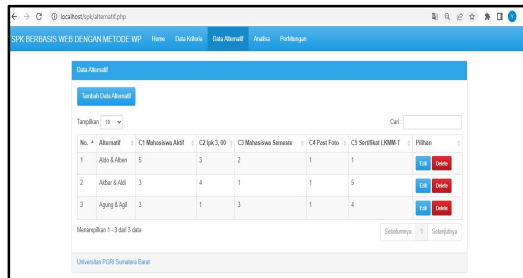 localhost/spk/alternatif.php
SPK BERBASIS WEB DENGAN METODE WP Home Data Kriteria Data Alternatif Analisa Perhitungan
Data Alternatif
Tambah Data Alternatif
Tampilkan 10 Cari :
No. Alternatif C1 Mahasiswa Aktif C2 Ipk 3, 00 C3 Mahasiswa Semeste C4 Past Foto C5 Sertifikat LKMM-T Pilihan
1 Aldo & Alben 5 3 2 1 1 Edit Delete
2 Akbar & Aldi 3 4 1 1 5 Edit Delete
3 Agung & Agil 3 1 3 1 4 Edit Delete
Menampilkan 1 - 3 dari 3 data Sebelumnya 1 Selanjutnya
Universitas PGRI Sumatera Barat